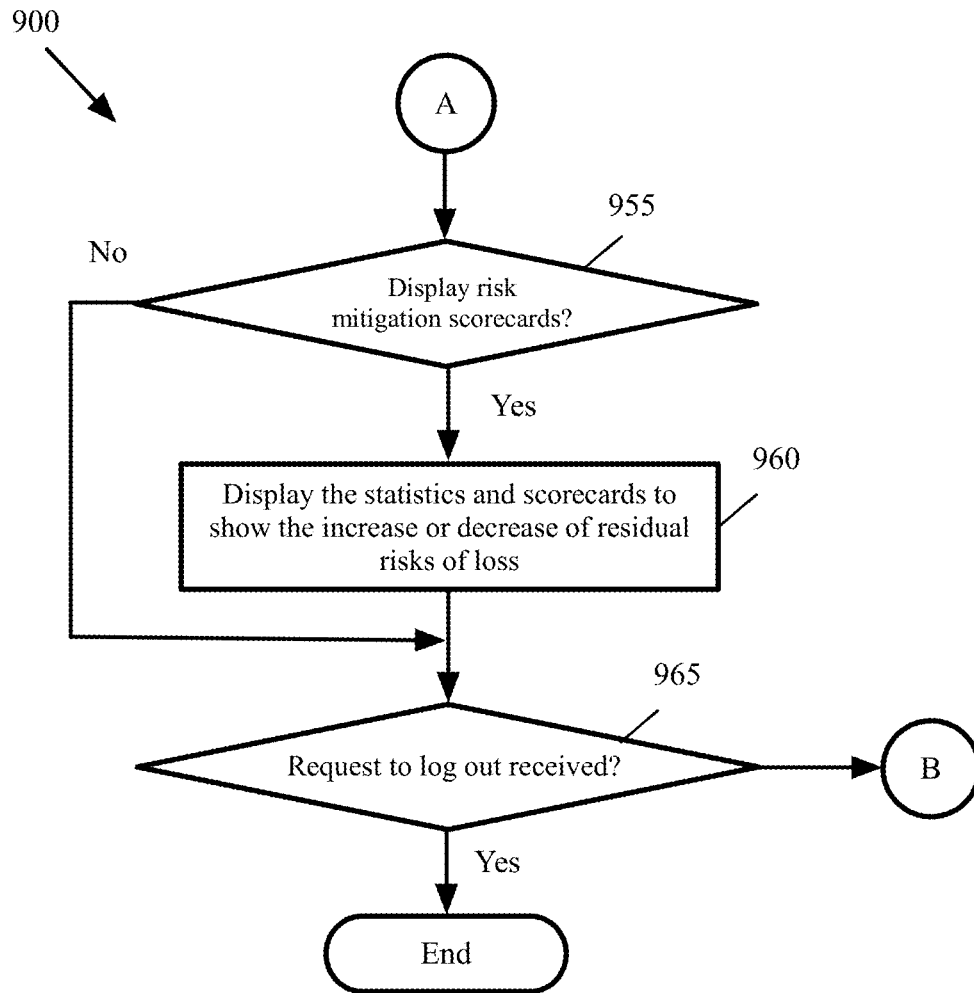 900
A
955
No
Display risk
mitigation scorecards?
Yes
960
Display the statistics and scorecards to
show the increase or decrease of residual
risks of loss
965
Request to log out received?
B
Yes
End